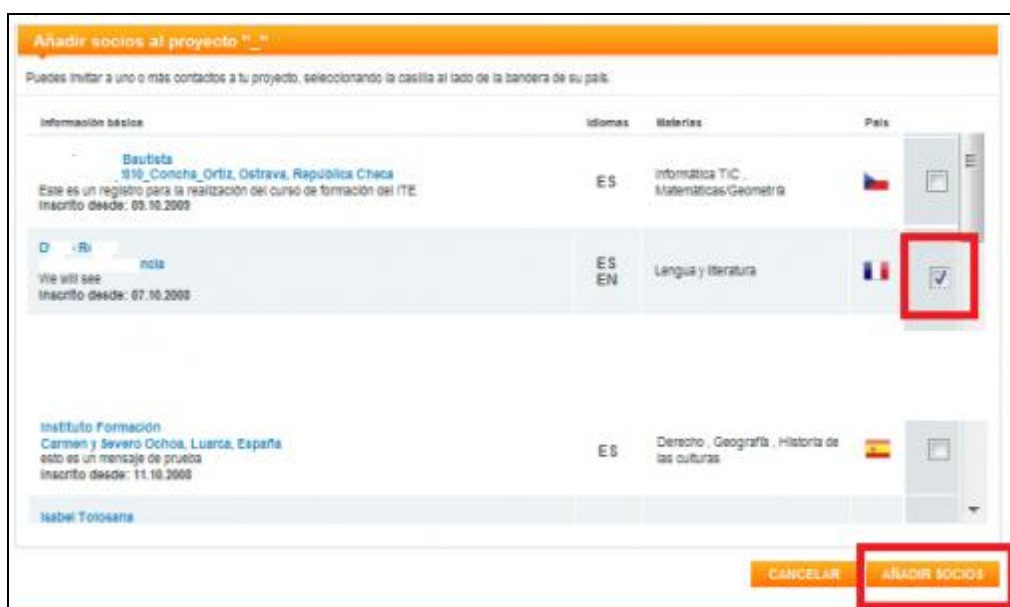 Añadir socios al proyecto "_"
Puedes invitar a uno o más contactos a tu proyecto, seleccionando la casilla al lado de la bandera de su país.
Información básica Idiomas Materias País
Bautista
010_Concha_Ortiz, Ostrava, República Checa
Este es un registro para la realización del curso de formación del ITE
Inscrito desde: 09.10.2009
ES
Informática TIC ,
Matemáticas/Geometría
D R
ncia
We will see
Inscrito desde: 07.10.2008
ES
EN
Lengua y literatura
Instituto Formación
Carmen y Severo Ochoa, Luarca, España
esto es un mensaje de prueba
Inscrito desde: 11.10.2008
ES
Derecho , Geografía , Historia de
las culturas
Isabel Tolosana
CANCELAR AÑADIR SOCIOS